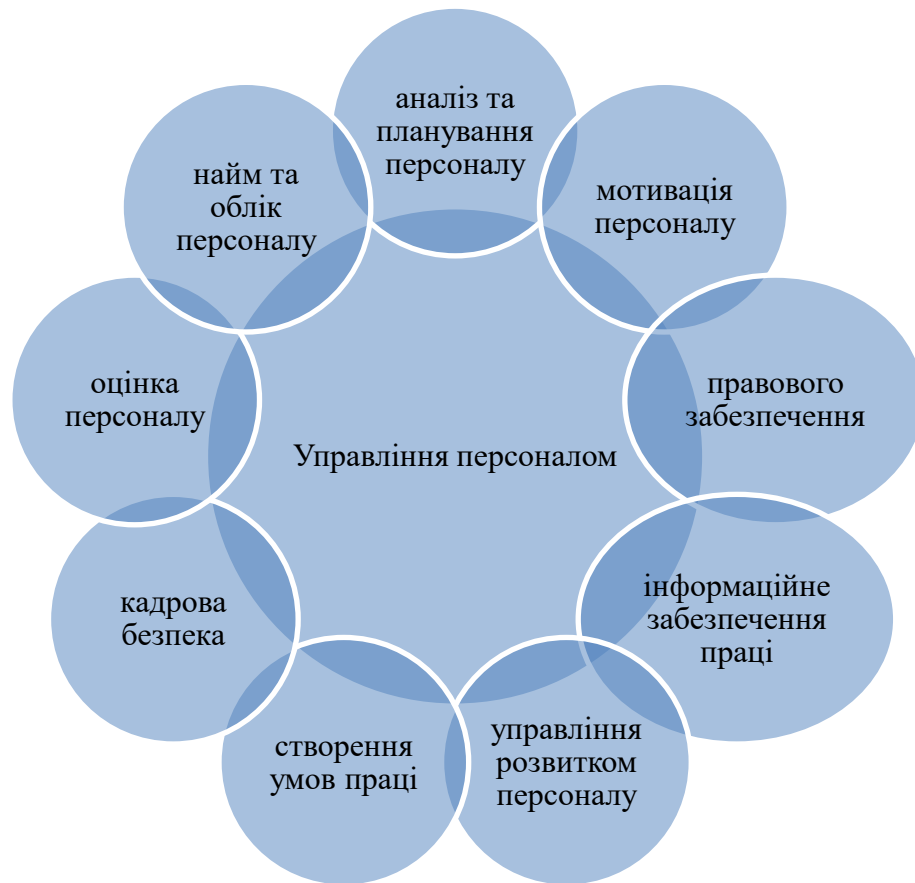 аналіз та
планування
персоналу
мотивація
персоналу
правового
забезпечення
інформаційне
забезпечення
праці
управління
розвитком
персоналу
створення
умов праці
кадрова
безпека
оцінка
персоналу
найм та
облік
персоналу
Управління персоналом